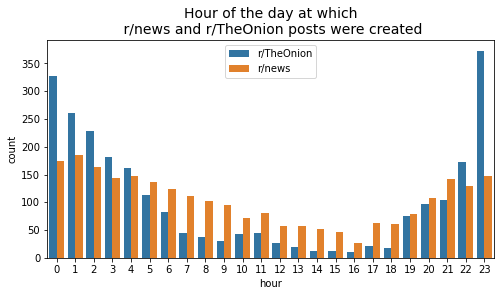 Hour of the day at which
r/news and r/TheOnion posts were created
r/TheOnion
r/news
350
300
250
200
150
100
50
0
count
0 1 2 3 4 5 6 7 8 9 10 11 12 13 14 15 16 17 18 19 20 21 22 23
hour